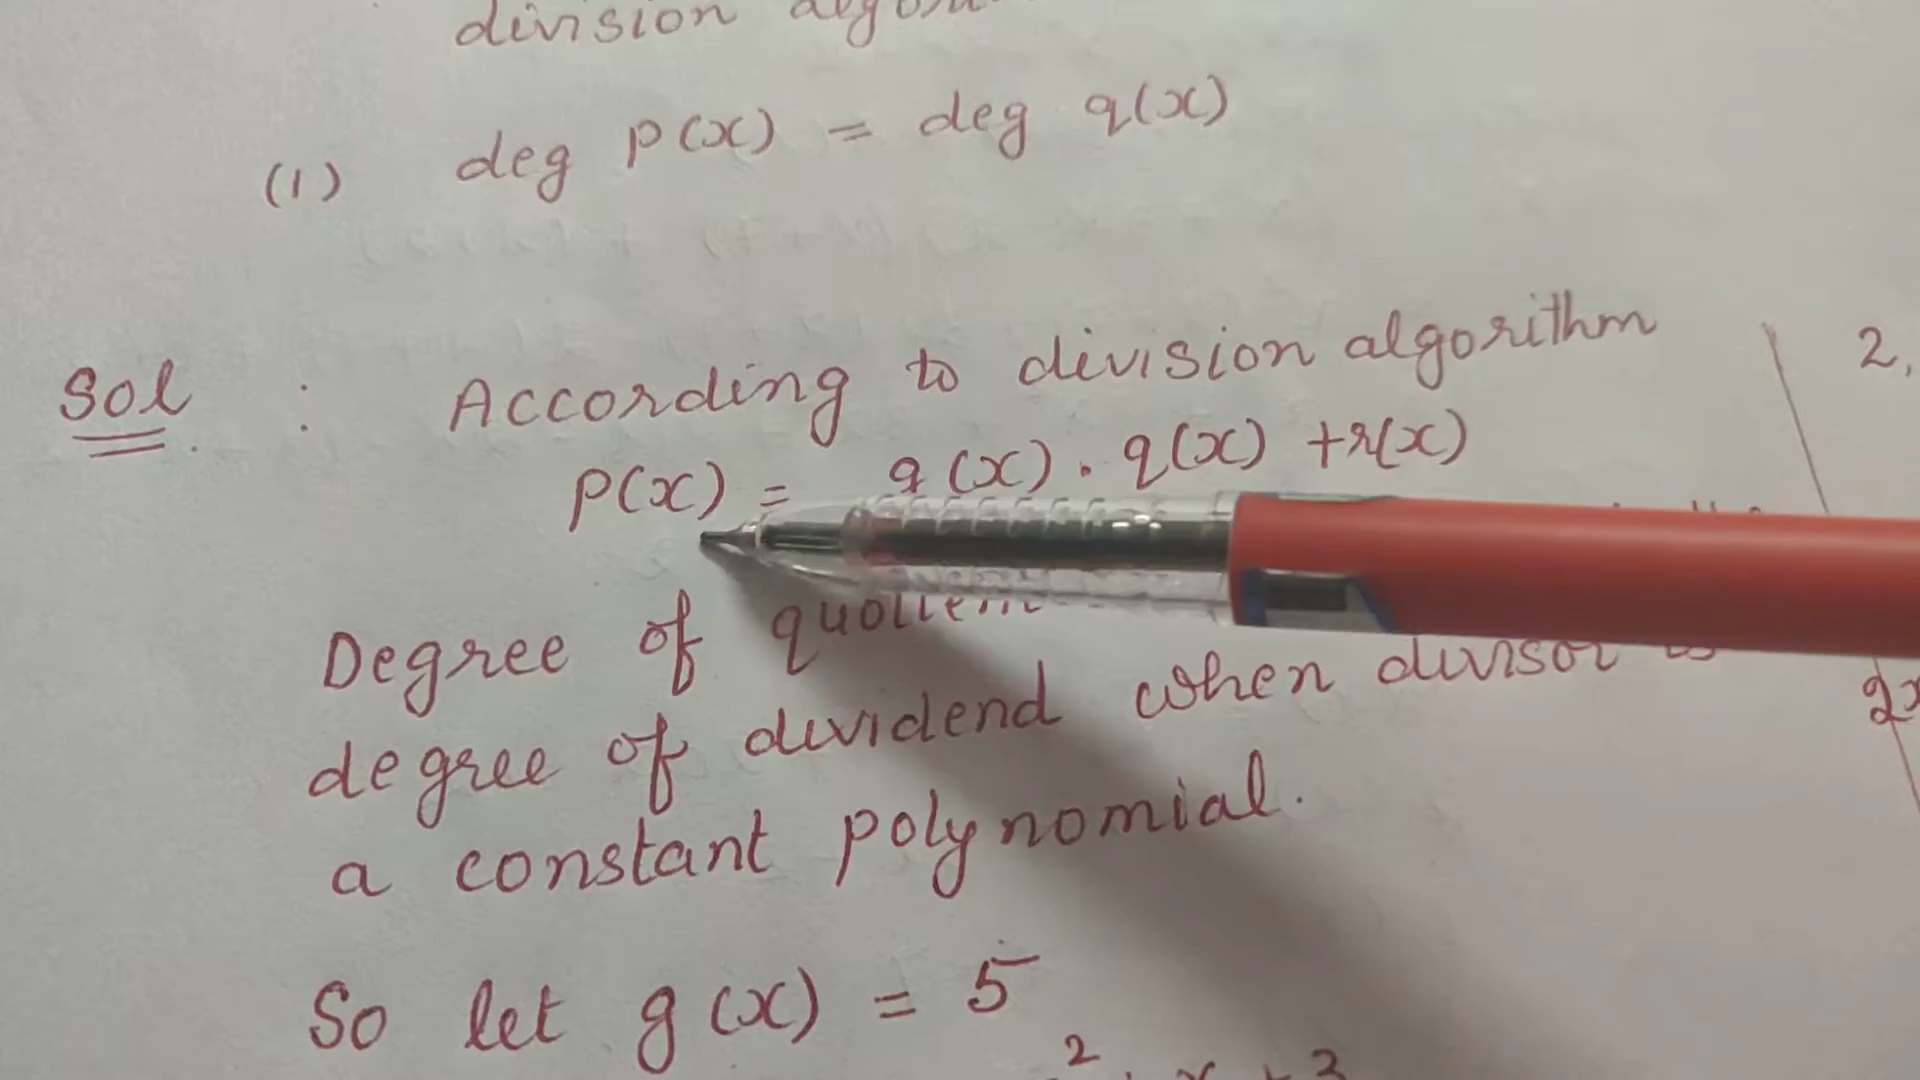 division
(1) deg p(x) = deg q(x)
Sol : According to division algorithm
2,
p(x) = g(x) . q(x) + r(x)
Degree of
degree of dividend when divisor
a constant polynomial.
So let g(x) = 5